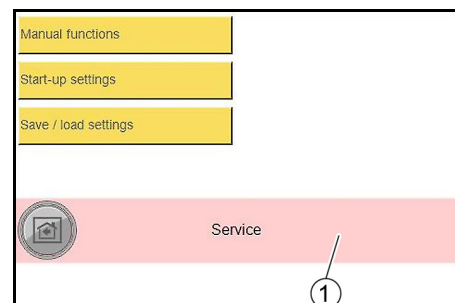 Manual functions
Start-up settings
Save / load settings
Service
1